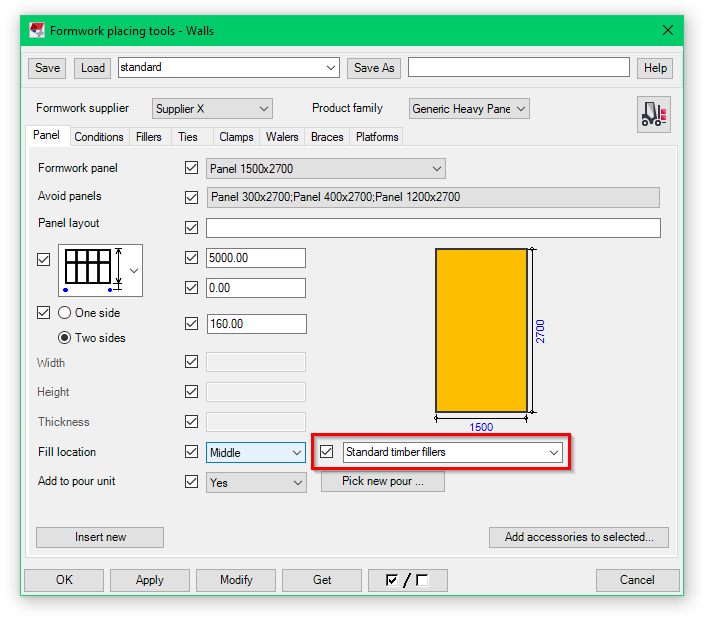 Formwork placing tools - Walls
Save Load standard Save As Help
Formwork supplier Supplier X Product family Generic Heavy Pane
Panel Conditions Fillers Ties Clamps Walers Braces Platforms
Formwork panel Panel 1500x2700
Avoid panels Panel 300x2700;Panel 400x2700;Panel 1200x2700
Panel layout
5000.00
0.00
One side
160.00
Two sides
2700
Width
Height
Thickness
1500
Fill location Middle Standard timber fillers
Add to pour unit Yes Pick new pour ...
Insert new Add accessories to selected...
OK Apply Modify Get / Cancel